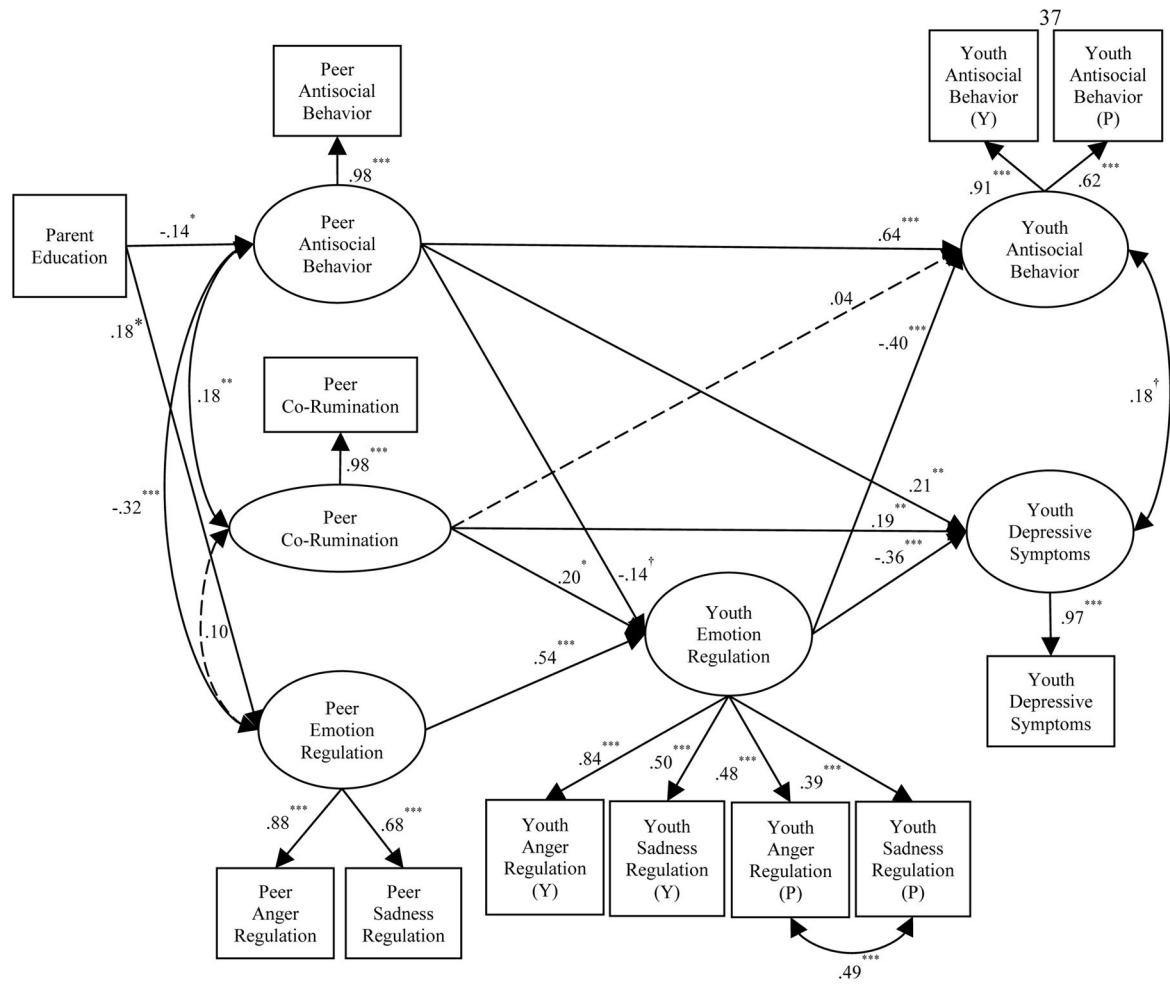 37
Peer
Antisocial
Behavior
Youth
Antisocial
Behavior
(Y)
Youth
Antisocial
Behavior
(P)
.98***
.91***
.62***
Parent
Education
-.14*
Peer
Antisocial
Behavior
.64***
Youth
Antisocial
Behavior
.18*
.04
-.40***
.18**
Peer
Co-Rumination
.18†
.98***
-.32***
Peer
Co-Rumination
.21**
.19**
Youth
Depressive
Symptoms
-.36***
.20*
-.14†
.10
Youth
Emotion
Regulation
.97***
.54***
Peer
Emotion
Regulation
Youth
Depressive
Symptoms
.84***
.50***
.48***
.39***
.88***
.68***
Youth
Anger
Regulation
(Y)
Youth
Sadness
Regulation
(Y)
Youth
Anger
Regulation
(P)
Youth
Sadness
Regulation
(P)
Peer
Anger
Regulation
Peer
Sadness
Regulation
.49***